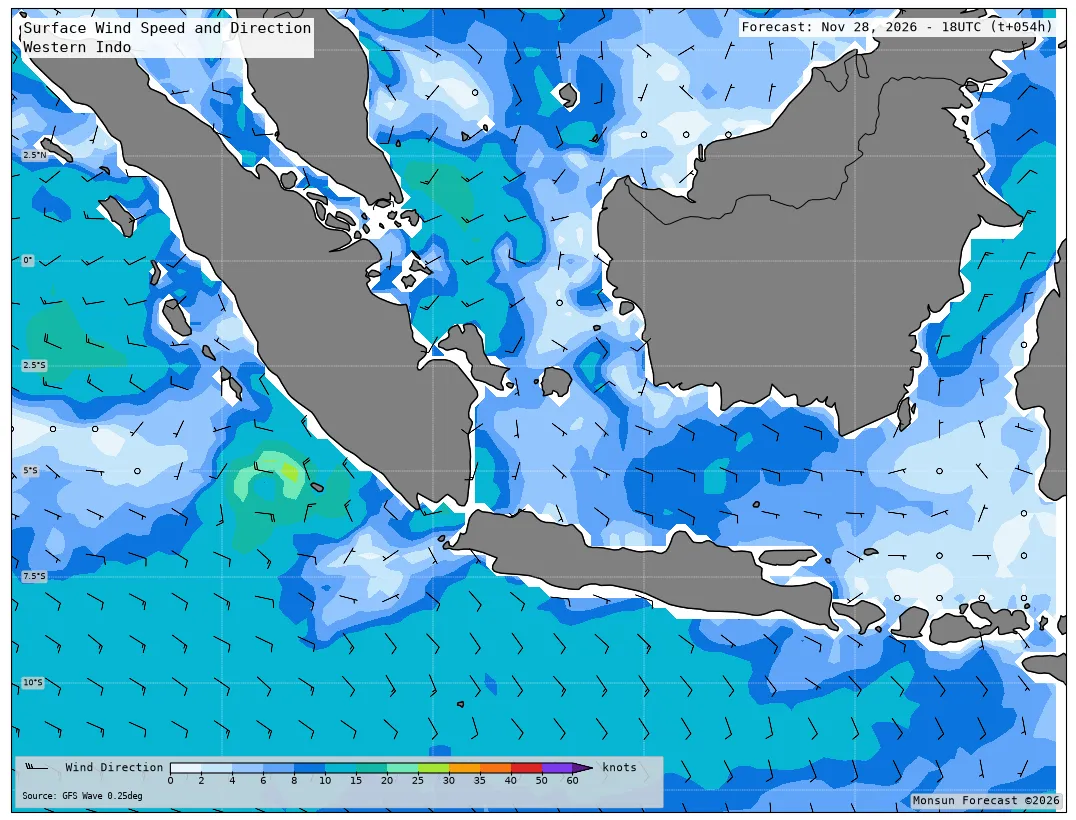 Surface Wind Speed and Direction
Western Indo
Forecast: Nov 28, 2026 - 18UTC (t+054h)
2.5°N
0°
2.5°S
5°S
7.5°S
10°S
Wind Direction
0 2 4 6 8 10 15 20 25 30 35 40 50 60
knots
Source: GFS Wave 0.25deg
Monsun Forecast ©2026